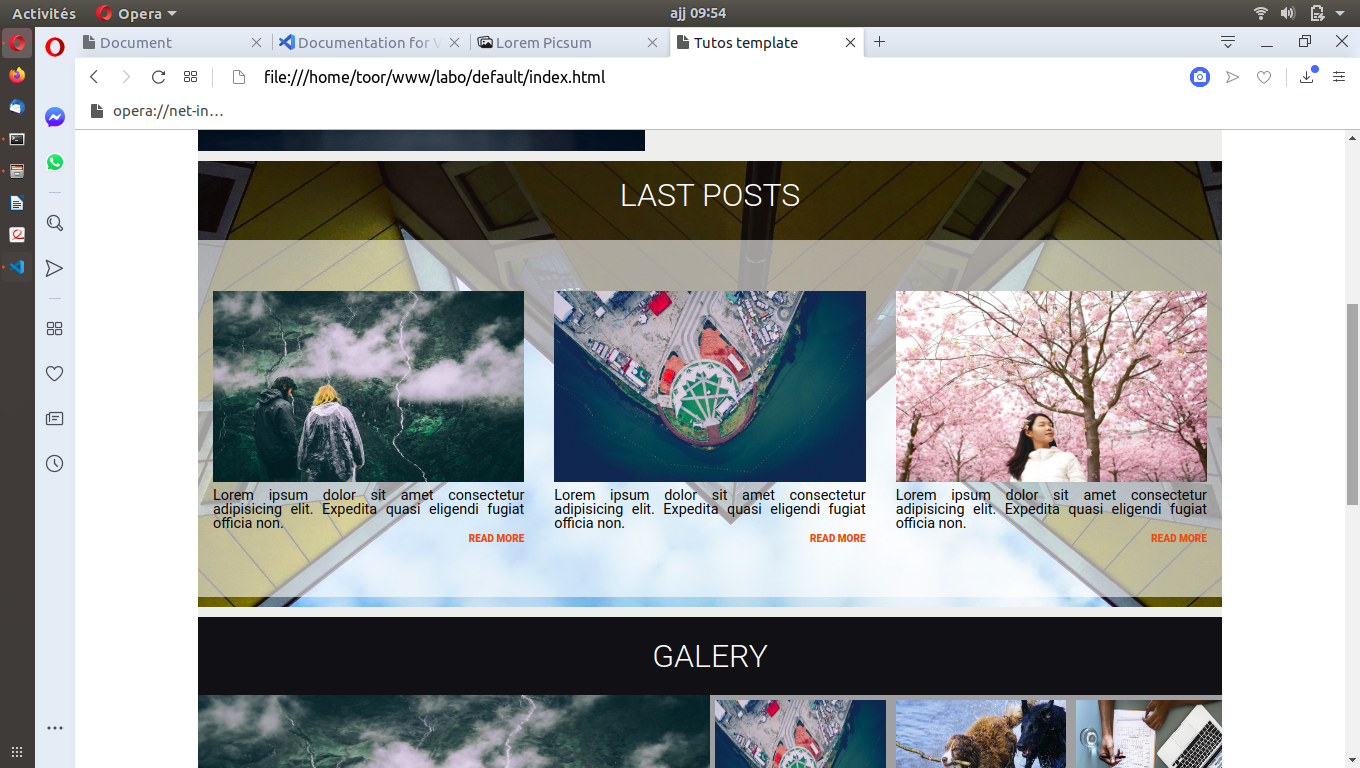 Activités
Opera
ajj 09:54
Document
Documentation for V
Lorem Picsum
Tutos template
file:///home/toor/www/labo/default/index.html
opera://net-in…
LAST POSTS
Lorem ipsum dolor sit amet consectetur
adipisicing elit. Expedita quasi eligendi fugiat
officia non.
READ MORE
Lorem ipsum dolor sit amet consectetur
adipisicing elit. Expedita quasi eligendi fugiat
officia non.
READ MORE
Lorem ipsum dolor sit amet consectetur
adipisicing elit. Expedita quasi eligendi fugiat
officia non.
READ MORE
GALERY